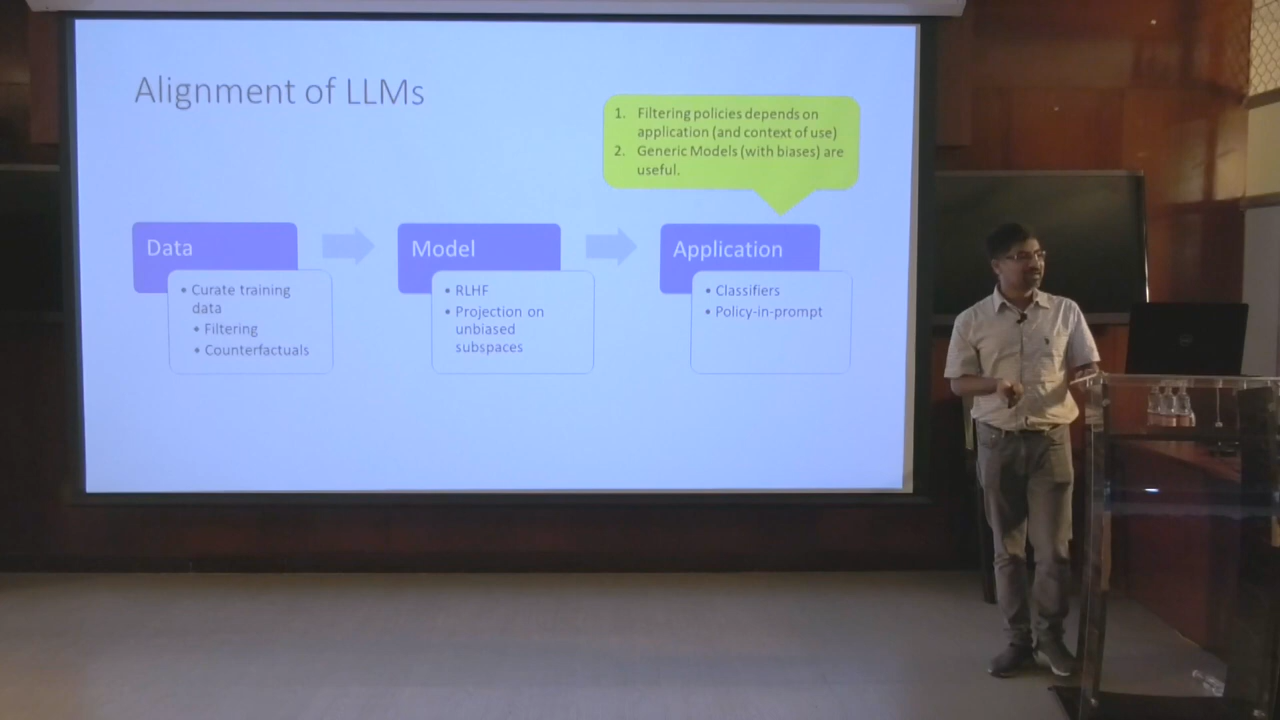 Alignment of LLMs
1. Filtering policies depends on
application (and context of use)
2. Generic Models (with biases) are
useful.
Data
• Curate training
data
• Filtering
• Counterfactuals
Model
• RLHF
• Projection on
unbiased
subspaces
Application
• Classifiers
• Policy-in-prompt